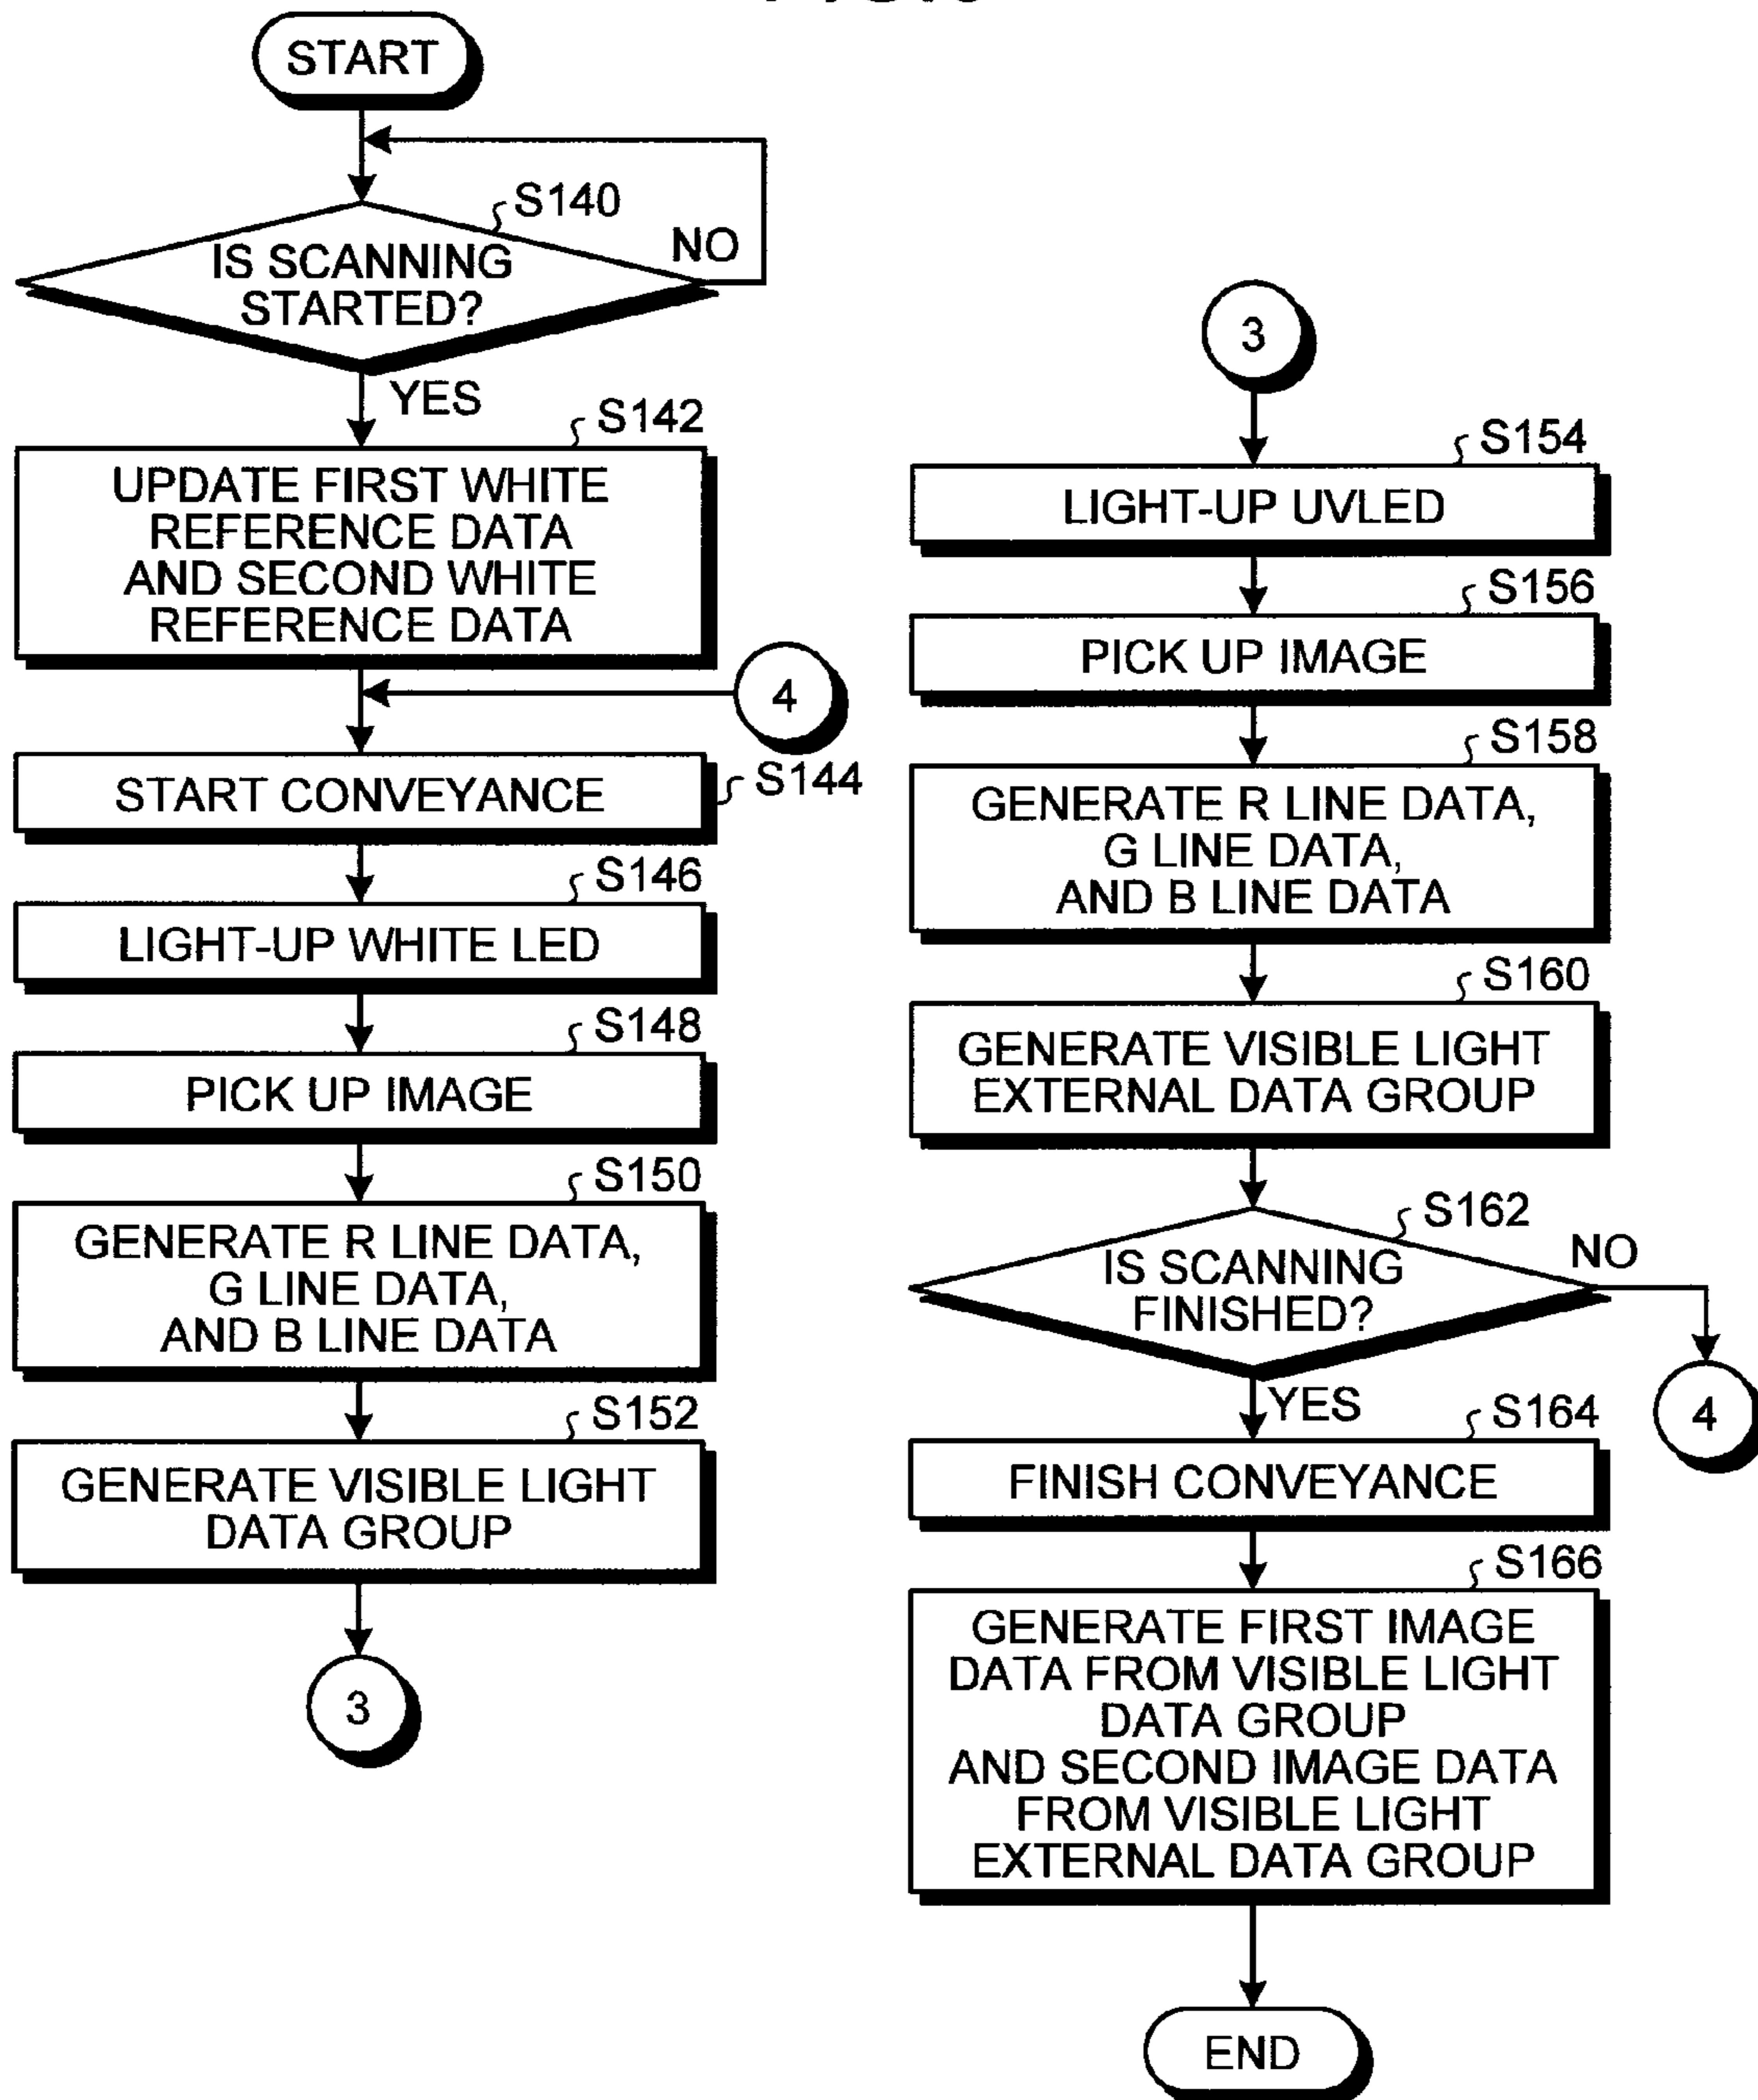 START
S140
IS SCANNING
STARTED?
NO
YES
S142
UPDATE FIRST WHITE
REFERENCE DATA
AND SECOND WHITE
REFERENCE DATA
4
START CONVEYANCE
S144
S146
LIGHT-UP WHITE LED
S148
PICK UP IMAGE
S150
GENERATE R LINE DATA,
G LINE DATA,
AND B LINE DATA
S152
GENERATE VISIBLE LIGHT
DATA GROUP
3
3
S154
LIGHT-UP UVLED
S156
PICK UP IMAGE
S158
GENERATE R LINE DATA,
G LINE DATA,
AND B LINE DATA
S160
GENERATE VISIBLE LIGHT
EXTERNAL DATA GROUP
S162
IS SCANNING
FINISHED?
NO
4
YES
S164
FINISH CONVEYANCE
S166
GENERATE FIRST IMAGE
DATA FROM VISIBLE LIGHT
DATA GROUP
AND SECOND IMAGE DATA
FROM VISIBLE LIGHT
EXTERNAL DATA GROUP
END